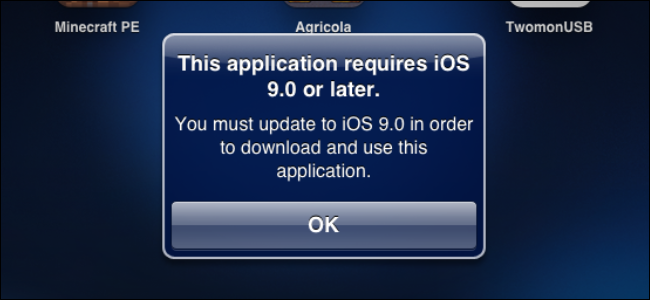 Minecraft PE
Agricola
TwomonUSB
This application requires iOS
9.0 or later.
You must update to iOS 9.0 in order
to download and use this
application.
OK